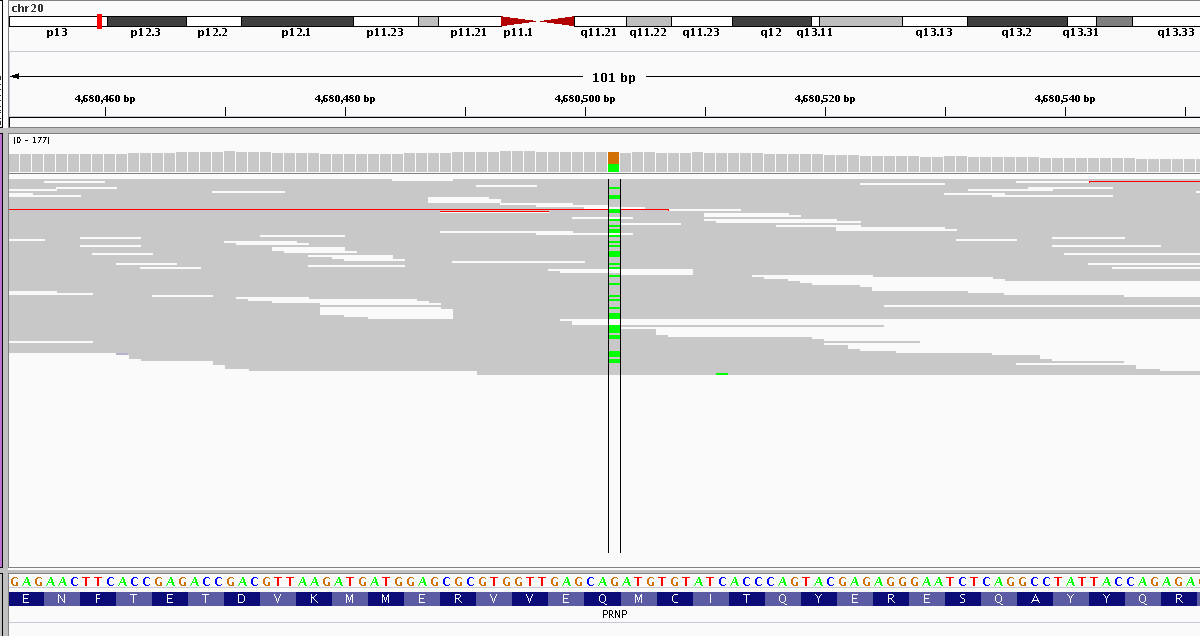 chr20
p13 p12.3 p12.2 p12.1 p11.23 p11.21 p11.1 q11.21 q11.22 q11.23 q12 q13.11 q13.13 q13.2 q13.31 q13.33
101 bp
4,680,460 bp 4,680,480 bp 4,680,500 bp 4,680,520 bp 4,680,540 bp
[0 - 177]
GAGAACTTCACCGAGACCGACGTTAAGATGATGGAGCGCGTGGTTGAGCAGATGTGTATCACCCAGTACGAGAGGGAATCTCAGGCCTATTACCAGAGA
E N F T E T D V K M M E R V V E Q M C I T Q Y E R E S Q A Y Y Q R
PRNP